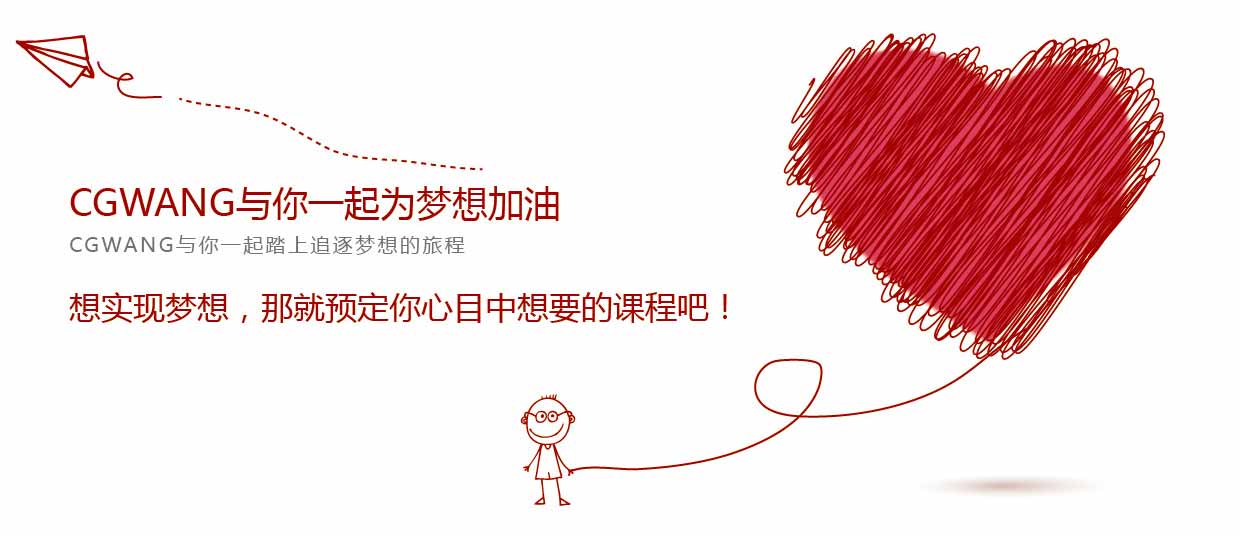 CGWANG与你一起为梦想加油
CGWANG与你一起踏上追逐梦想的旅程
想实现梦想，那就预定你心目中想要的课程吧！